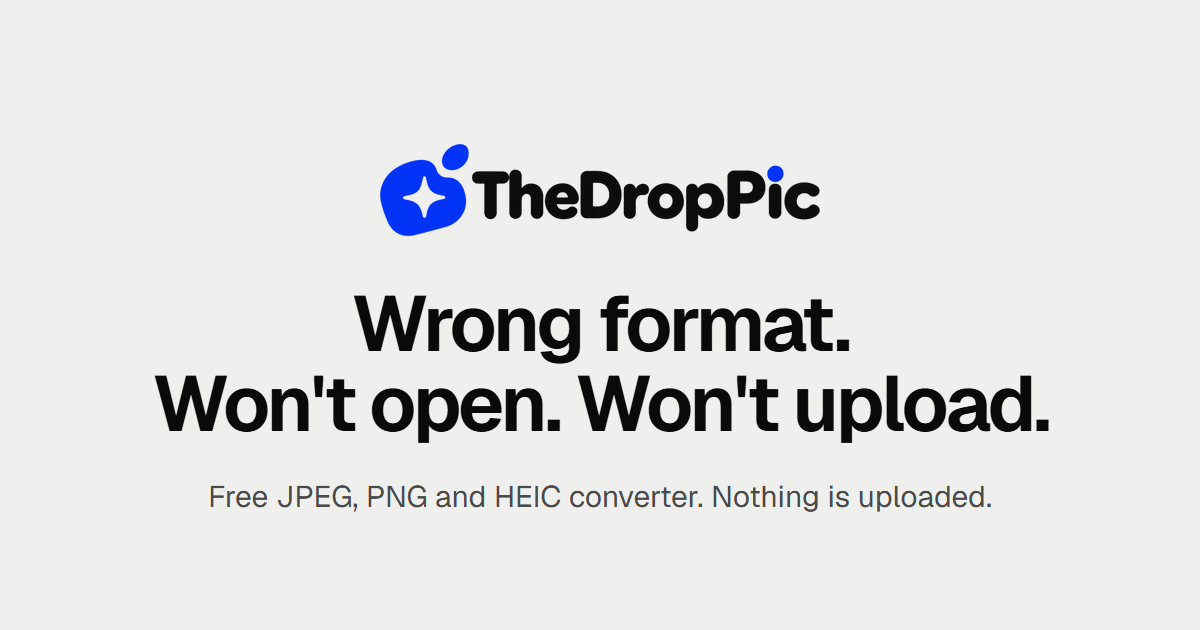 TheDropPic
Wrong format.
Won't open. Won't upload.
Free JPEG, PNG and HEIC converter. Nothing is uploaded.